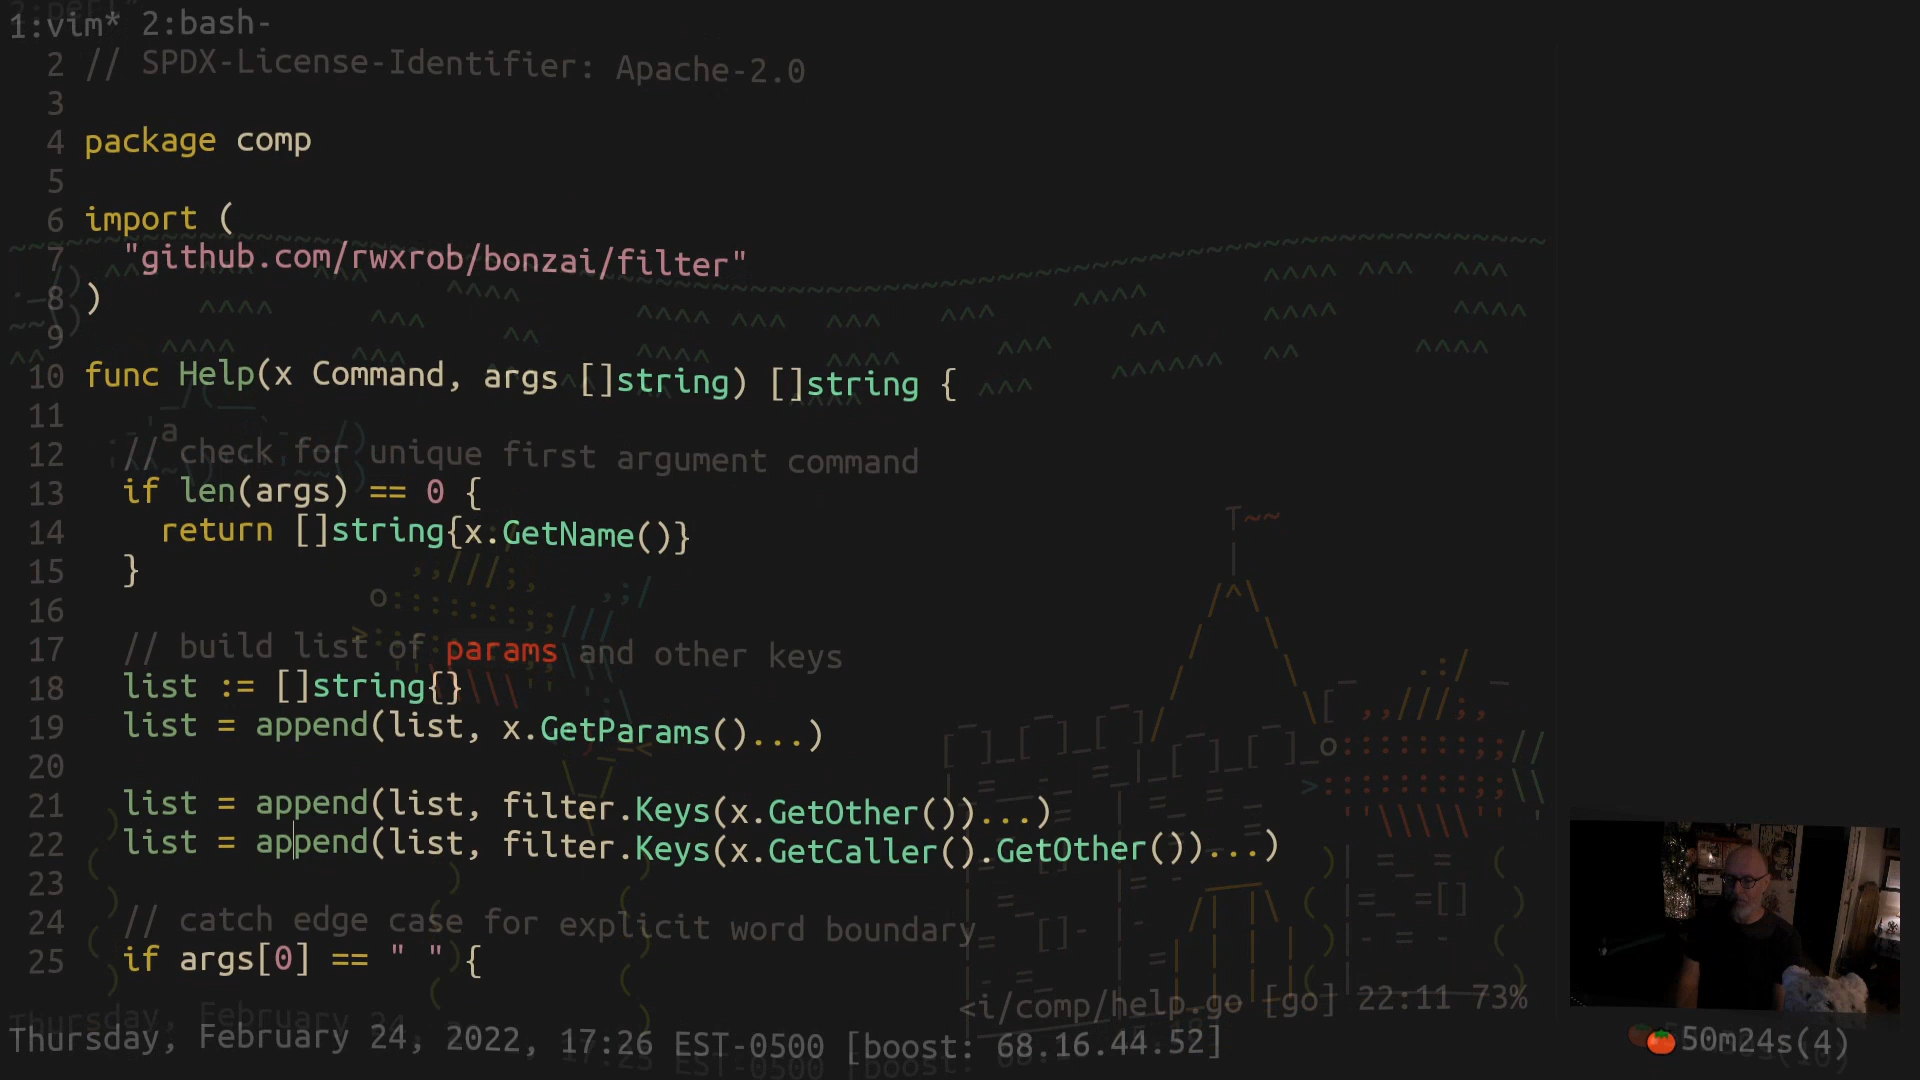 1:vim* 2:bash-
2 // SPDX-License-Identifier: Apache-2.0
3
4 package comp
5
6 import (
7 "github.com/rwxrob/bonzai/filter"
8 )
9
10 func Help(x Command, args []string) []string {
11
12 // check for unique first argument command
13 if len(args) == 0 {
14 return []string{x.GetName()}
15 }
16
17 // build list of params and other keys
18 list := []string{}
19 list = append(list, x.GetParams()...)
20
21 list = append(list, filter.Keys(x.GetOther())...)
22 list = append(list, filter.Keys(x.GetCaller().GetOther())...)
23
24 // catch edge case for explicit word boundary
25 if args[0] == " " {
<i/comp/help.go [go] 22:11 73%
Thursday, February 24, 2022, 17:26 EST-0500 [boost: 68.16.44.52]
50m24s(4)